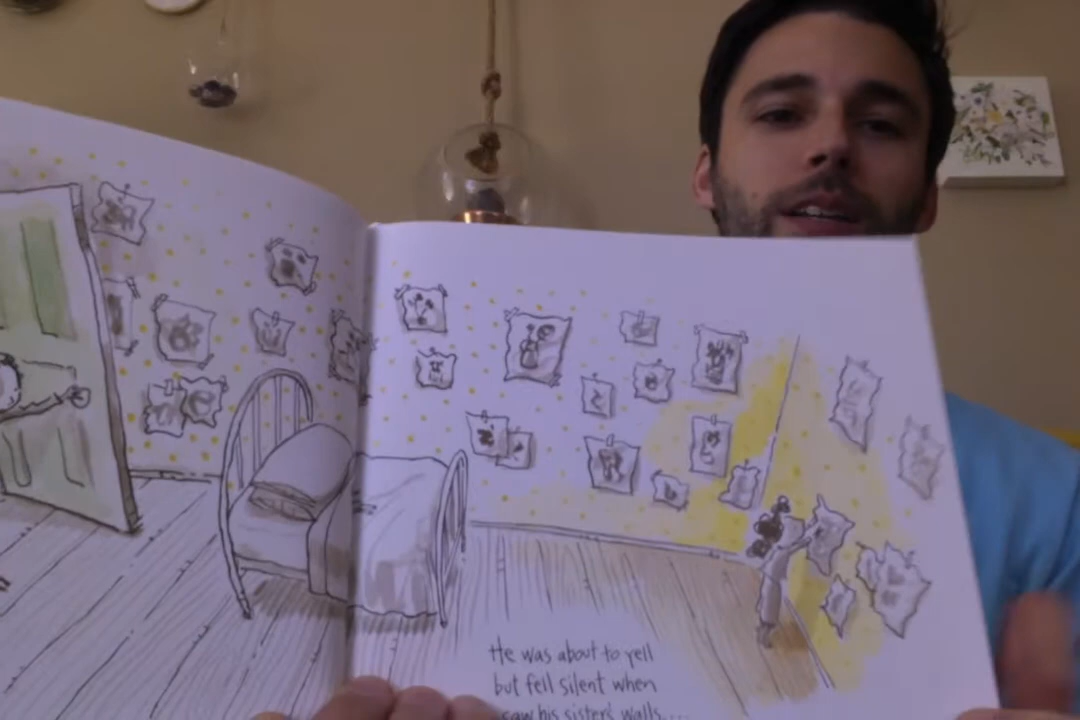 He was about to yell
but fell silent when
saw his sister's walls....